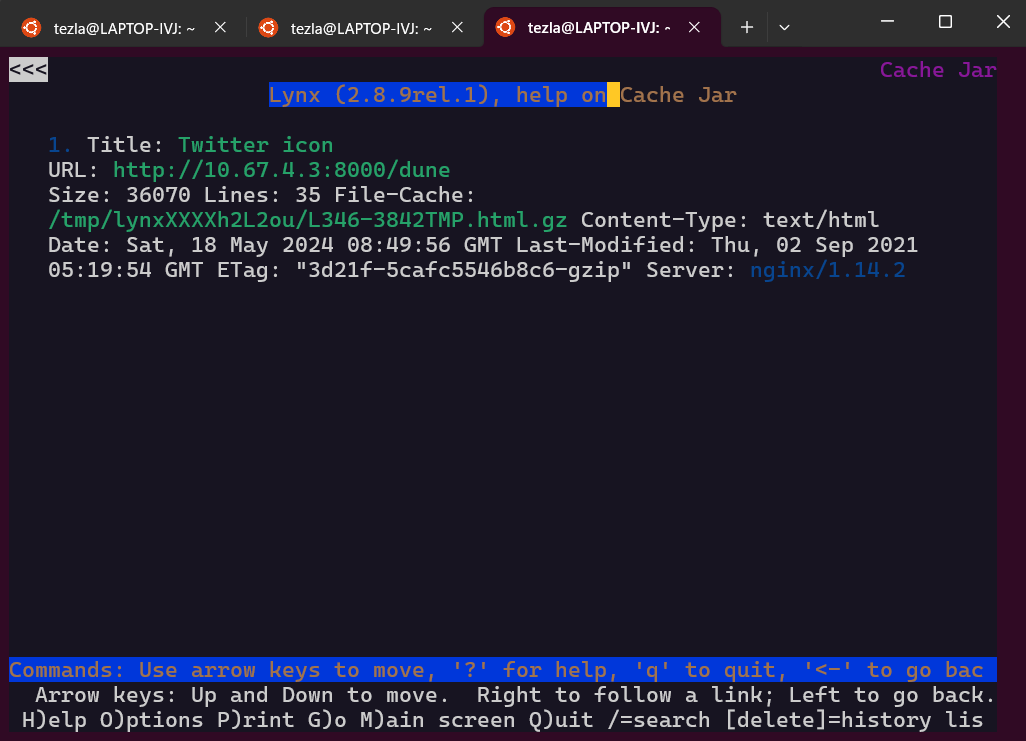 tezla@LAPTOP-IVJ: ~ tezla@LAPTOP-IVJ: ~ tezla@LAPTOP-IVJ: ~
<<< Cache Jar
Lynx (2.8.9rel.1), help on Cache Jar
1. Title: Twitter icon
URL: http://10.67.4.3:8000/dune
Size: 36070 Lines: 35 File-Cache:
/tmp/lynxXXXXh2L2ou/L346-3842TMP.html.gz Content-Type: text/html
Date: Sat, 18 May 2024 08:49:56 GMT Last-Modified: Thu, 02 Sep 2021
05:19:54 GMT ETag: "3d21f-5cafc5546b8c6-gzip" Server: nginx/1.14.2
Commands: Use arrow keys to move, '?' for help, 'q' to quit, '<-' to go bac
Arrow keys: Up and Down to move.  Right to follow a link; Left to go back.
H)elp O)ptions P)rint G)o M)ain screen Q)uit /=search [delete]=history lis